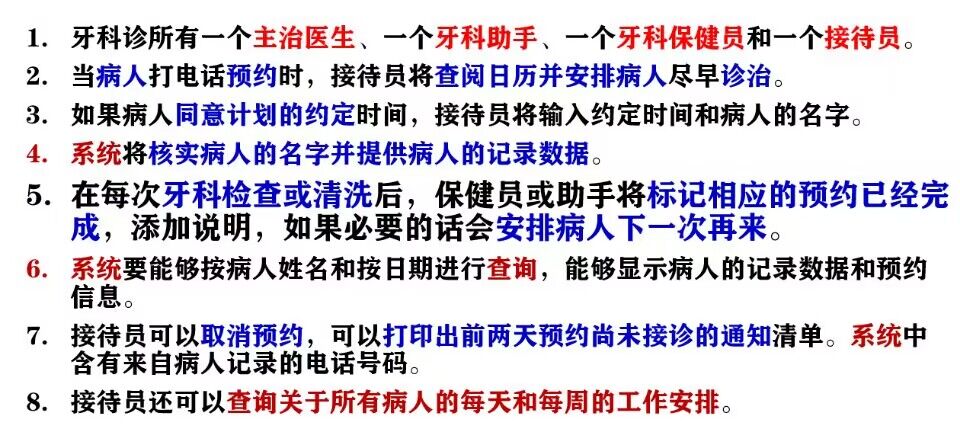 1. 牙科诊所有一个主治医生、一个牙科助手、一个牙科保健员和一个接待员。
2. 当病人打电话预约时，接待员将查阅日历并安排病人尽早诊治。
3. 如果病人同意计划的约定时间，接待员将输入约定时间和病人的名字。
4. 系统将核实病人的名字并提供病人的记录数据。
5. 在每次牙科检查或清洗后，保健员或助手将标记相应的预约已经完
成，添加说明，如果必要的话会安排病人下一次再来。
6. 系统要能够按病人姓名和按日期进行查询，能够显示病人的记录数据和预约
信息。
7. 接待员可以取消预约，可以打印出前两天预约尚未接诊的通知清单。系统中
含有来自病人记录的电话号码。
8. 接待员还可以查询关于所有病人的每天和每周的工作安排。